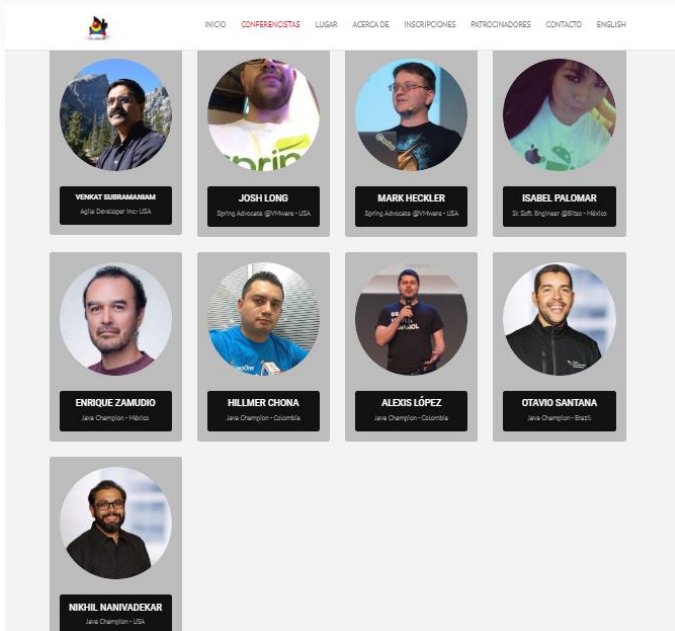 INICIO CONFERENCISTAS LUGAR ACERCA DE INSCRIPCIONES PATROCINADORES CONTACTO ENGLISH
VENKAT SUBRAMANIAM
Agile Developer Inc- USA
JOSH LONG
Spring Advocate @VMware - USA
MARK HECKLER
Spring Advocate @VMware - USA
ISABEL PALOMAR
Sr. Soft. Engineer @Bitso - México
ENRIQUE ZAMUDIO
Java Champion - México
HILLMER CHONA
Java Champion - Colombia
ALEXIS LÓPEZ
Java Champion - Colombia
OTAVIO SANTANA
Java Champion - Brazil
NIKHIL NANIVADEKAR
Java Champion - USA